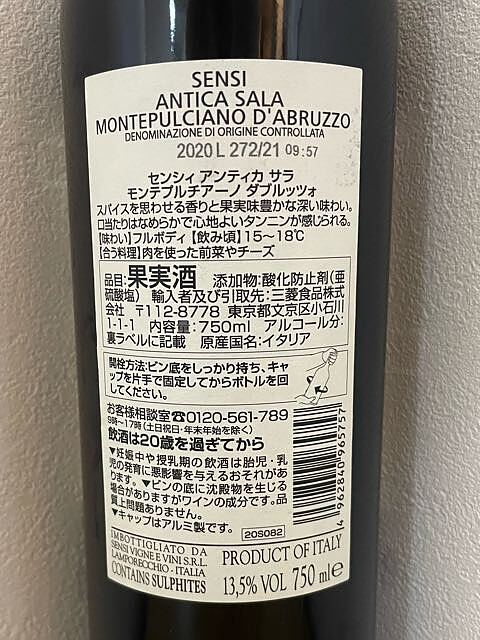 SENSI
ANTICA SALA
MONTEPULCIANO D'ABRUZZO
DENOMINAZIONE DI ORIGINE CONTROLLATA
2020 L 272/21 09:57
センシィ アンティカ サラ
モンテプルチアーノ ダブルッツォ
スパイスを思わせる香りと果実味豊かな深い味わい。
口当たりはなめらかで心地よいタンニンが感じられる。
【味わい】フルボディ【飲み頃】15～18℃
【合う料理】肉を使った前菜やチーズ
品目:果実酒 添加物:酸化防止剤(亜
硫酸塩) 輸入者及び引取先:三菱食品株式
会社 〒112-8778 東京都文京区小石川
1-1-1 内容量:750ml アルコール分:
裏ラベルに記載 原産国名:イタリア
開栓方法:ビン底をしっかり持ち、キャ
ップを片手で固定してからボトルを回
してください。
お客様相談室☎0120-561-789
9時～17時(土日祝日・年末年始を除く)
飲酒は20歳を過ぎてから
▼妊娠中や授乳期の飲酒は胎児・乳
児の発育に悪影響を与えるおそれがあ
ります。▼ビンの底に沈殿物を生じる
場合がありますがワインの成分です。品
質上問題ありません。
▼キャップはアルミ製です。
20S082
4962840965757
IMBOTTIGLIATO DA
SENSI VIGNE E VINI S.R.L.
LAMPORECCHIO - ITALIA
CONTAINS SULPHITES
PRODUCT OF ITALY
13,5% VOL 750 ml e